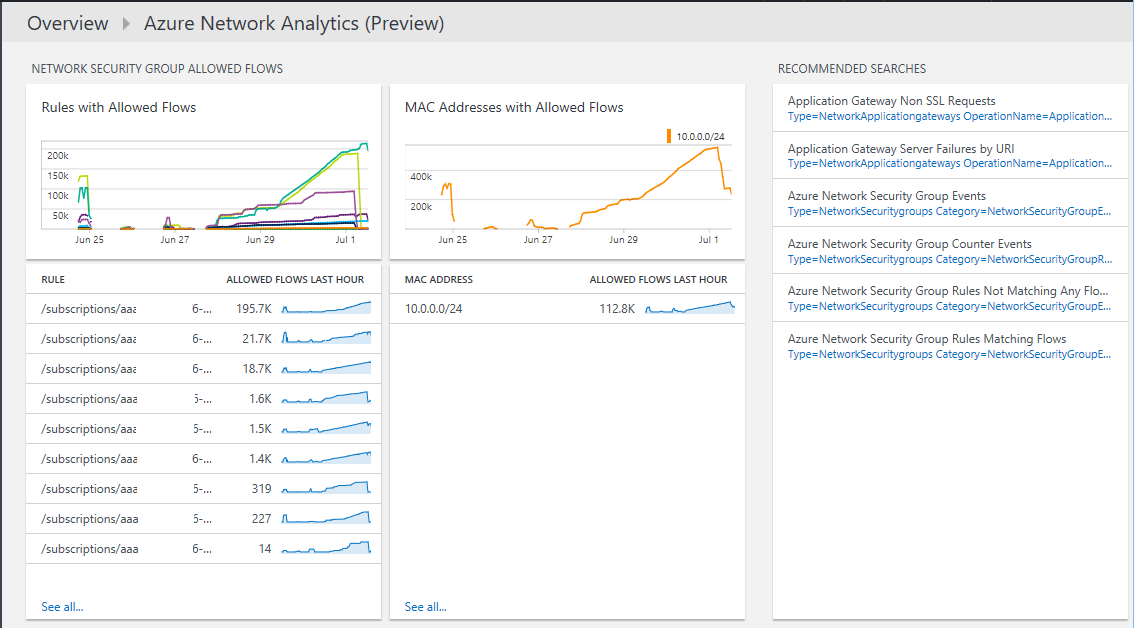 Overview Azure Network Analytics (Preview)
NETWORK SECURITY GROUP ALLOWED FLOWS
Rules with Allowed Flows
200k
150k
100k
50k
Jun 25 Jun 27 Jun 29 Jul 1
RULE ALLOWED FLOWS LAST HOUR
/subscriptions/aaa 6-... 195.7K
/subscriptions/aaa 6-... 21.7K
/subscriptions/aaa 6-... 18.7K
/subscriptions/aaa 6-... 1.6K
/subscriptions/aaa 6-... 1.5K
/subscriptions/aaa 6-... 1.4K
/subscriptions/aaa 6-... 319
/subscriptions/aaa 6-... 227
/subscriptions/aaa 6-... 14
See all...
MAC Addresses with Allowed Flows
10.0.0.0/24
400k
200k
Jun 25 Jun 27 Jun 29 Jul 1
MAC ADDRESS ALLOWED FLOWS LAST HOUR
10.0.0.0/24 112.8K
See all...
RECOMMENDED SEARCHES
Application Gateway Non SSL Requests
Type=NetworkApplicationgateways OperationName=Application...
Application Gateway Server Failures by URI
Type=NetworkApplicationgateways OperationName=Application...
Azure Network Security Group Events
Type=NetworkSecuritygroups Category=NetworkSecurityGroupE...
Azure Network Security Group Counter Events
Type=NetworkSecuritygroups Category=NetworkSecurityGroupR...
Azure Network Security Group Rules Not Matching Any Flo...
Type=NetworkSecuritygroups Category=NetworkSecurityGroupE...
Azure Network Security Group Rules Matching Flows
Type=NetworkSecuritygroups Category=NetworkSecurityGroupE...